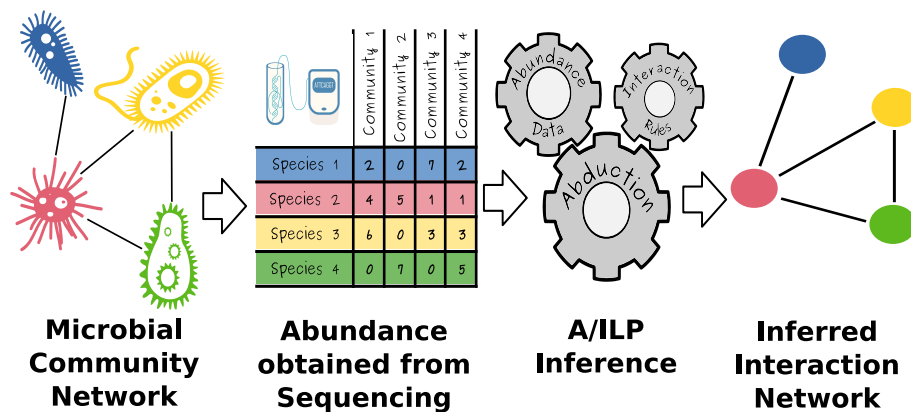 Community 1
Community 2
Community 3
Community 4
Species 1 2 0 7 2
Species 2 4 5 1 1
Species 3 6 0 3 3
Species 4 0 7 0 5
Abundance
Data
Interaction
Rules
Abduction
Microbial
Community
Network
Abundance
obtained from
Sequencing
A/ILP
Inference
Inferred
Interaction
Network